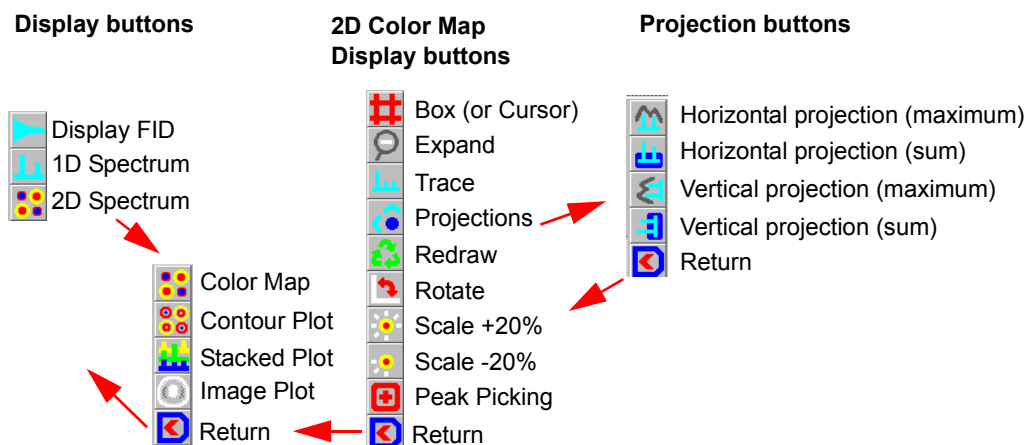 Display buttons
Display FID
1D Spectrum
2D Spectrum
Color Map
Contour Plot
Stacked Plot
Image Plot
Return
2D Color Map
Display buttons
Box (or Cursor)
Expand
Trace
Projections
Redraw
Rotate
Scale +20%
Scale -20%
Peak Picking
Return
Projection buttons
Horizontal projection (maximum)
Horizontal projection (sum)
Vertical projection (maximum)
Vertical projection (sum)
Return